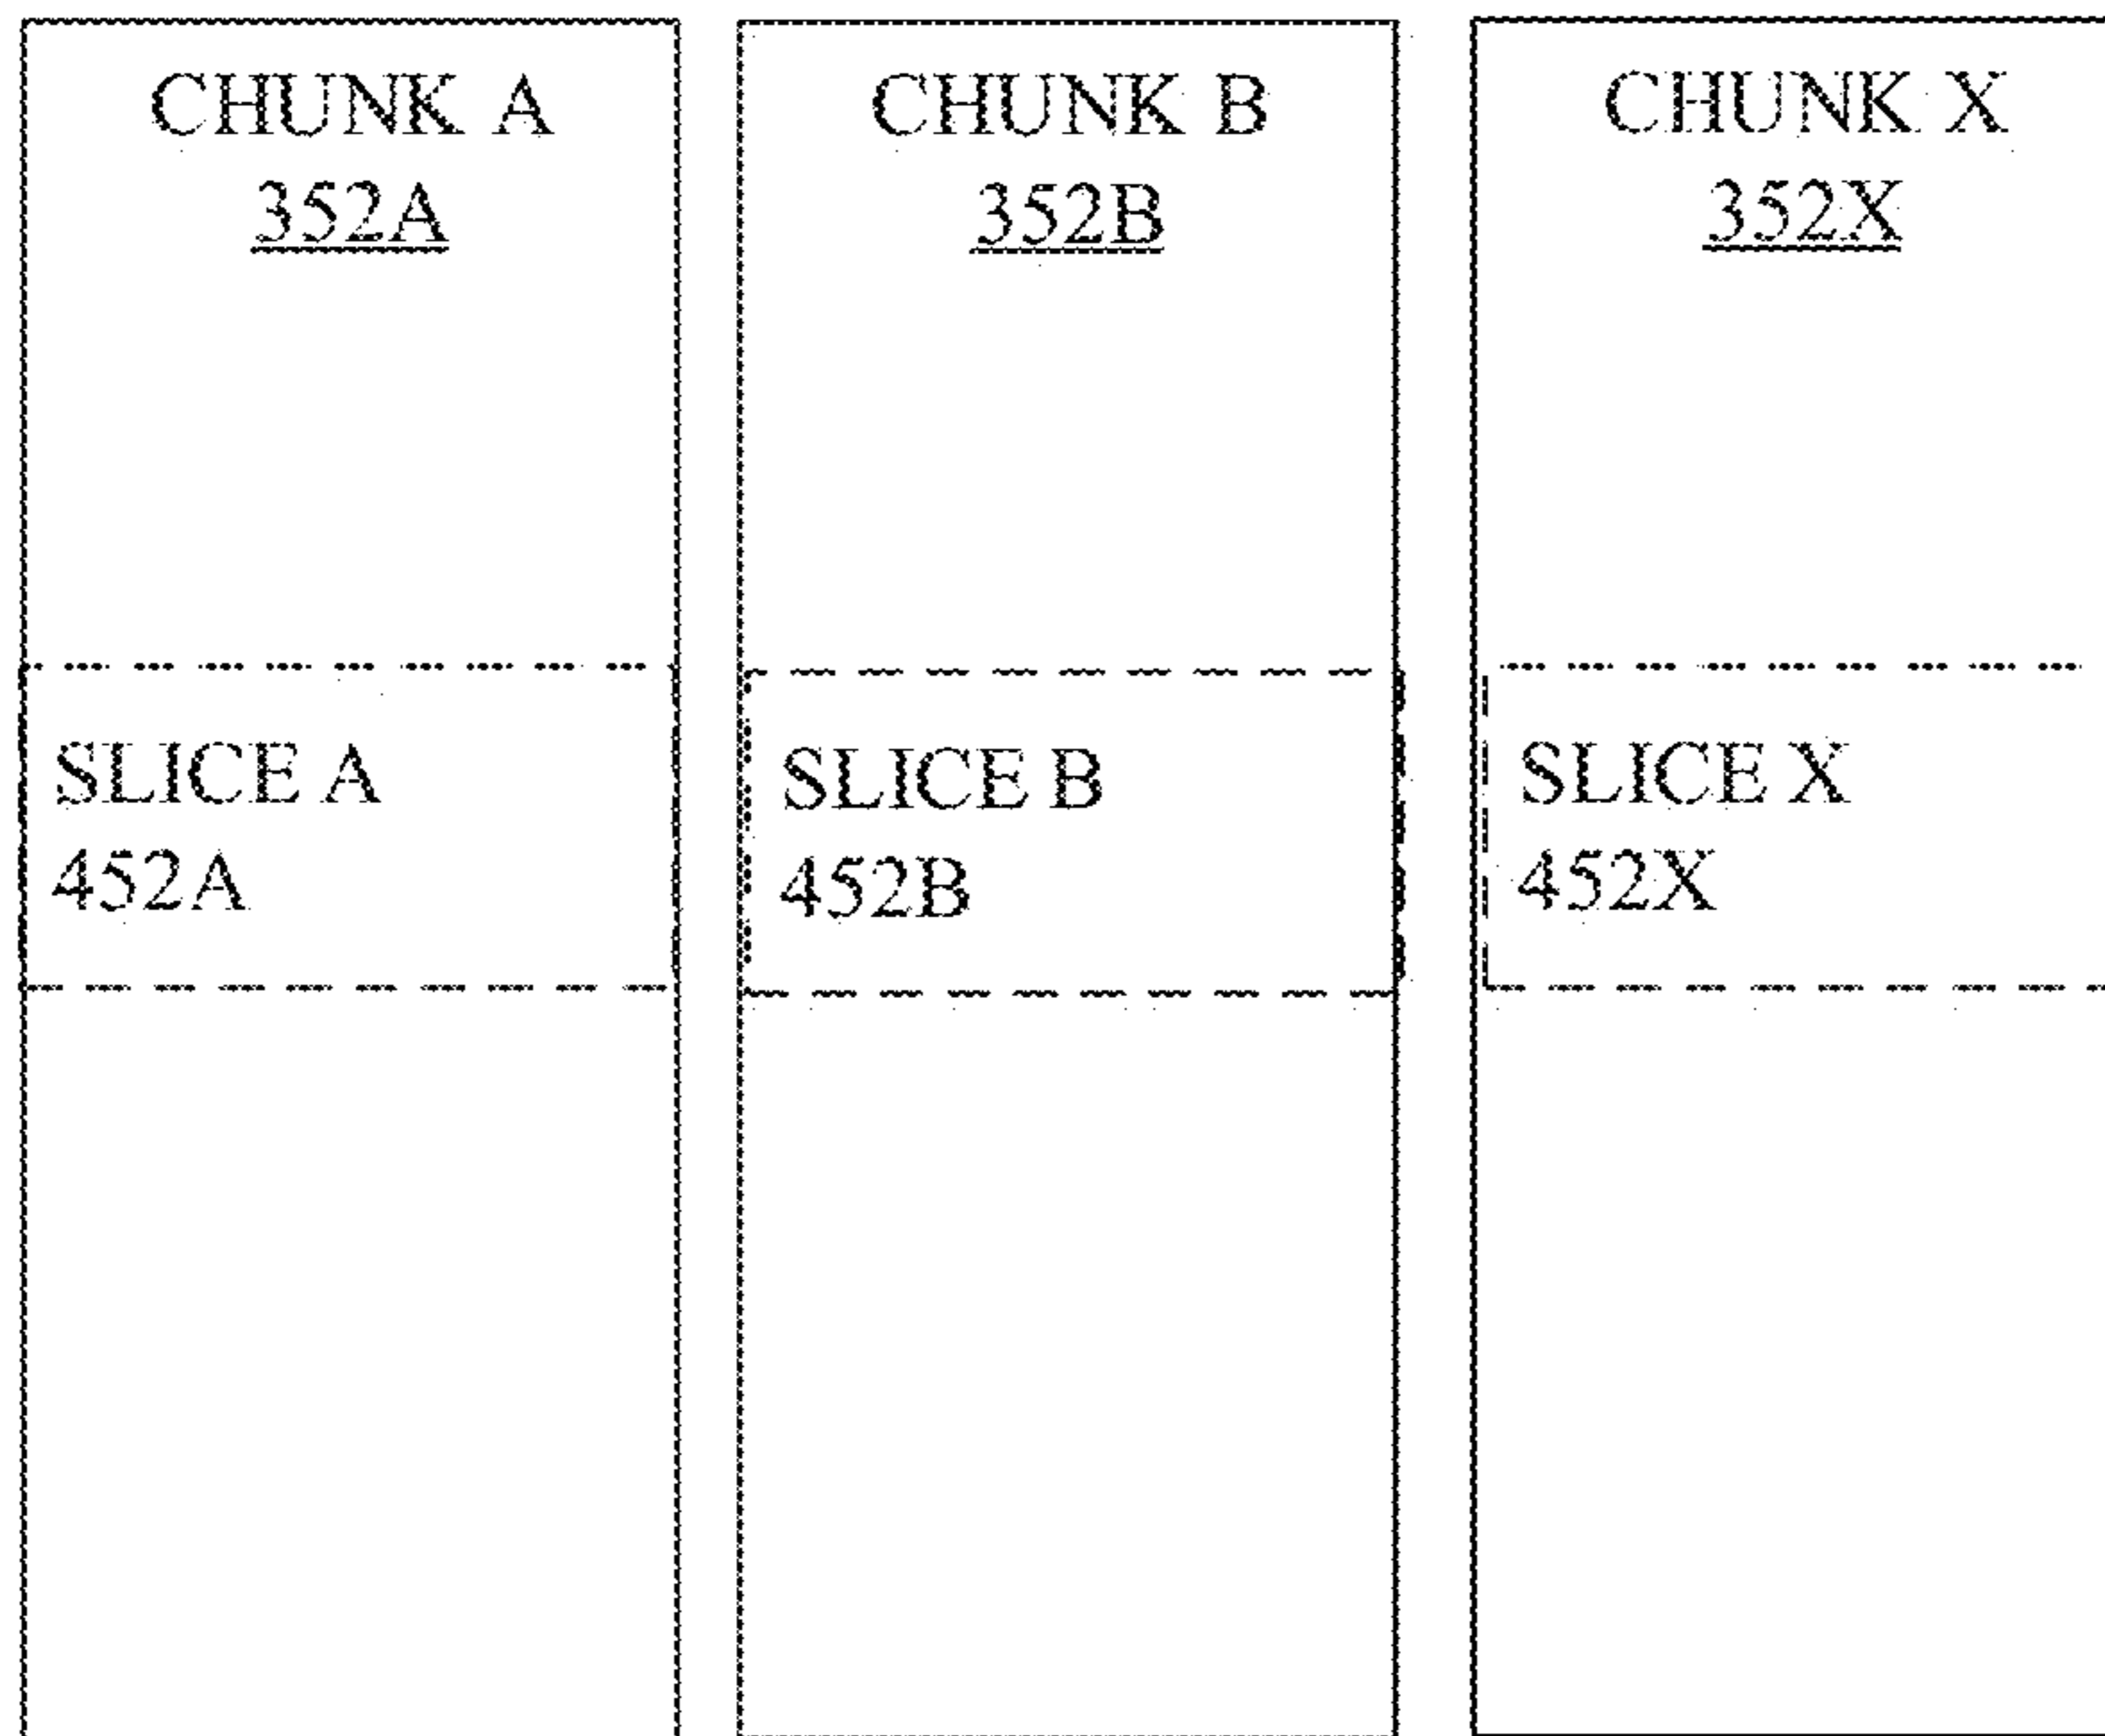 CHUNK A
352A
CHUNK B
352B
CHUNK X
352X
SLICE A
452A
SLICE B
452B
SLICE X
452X